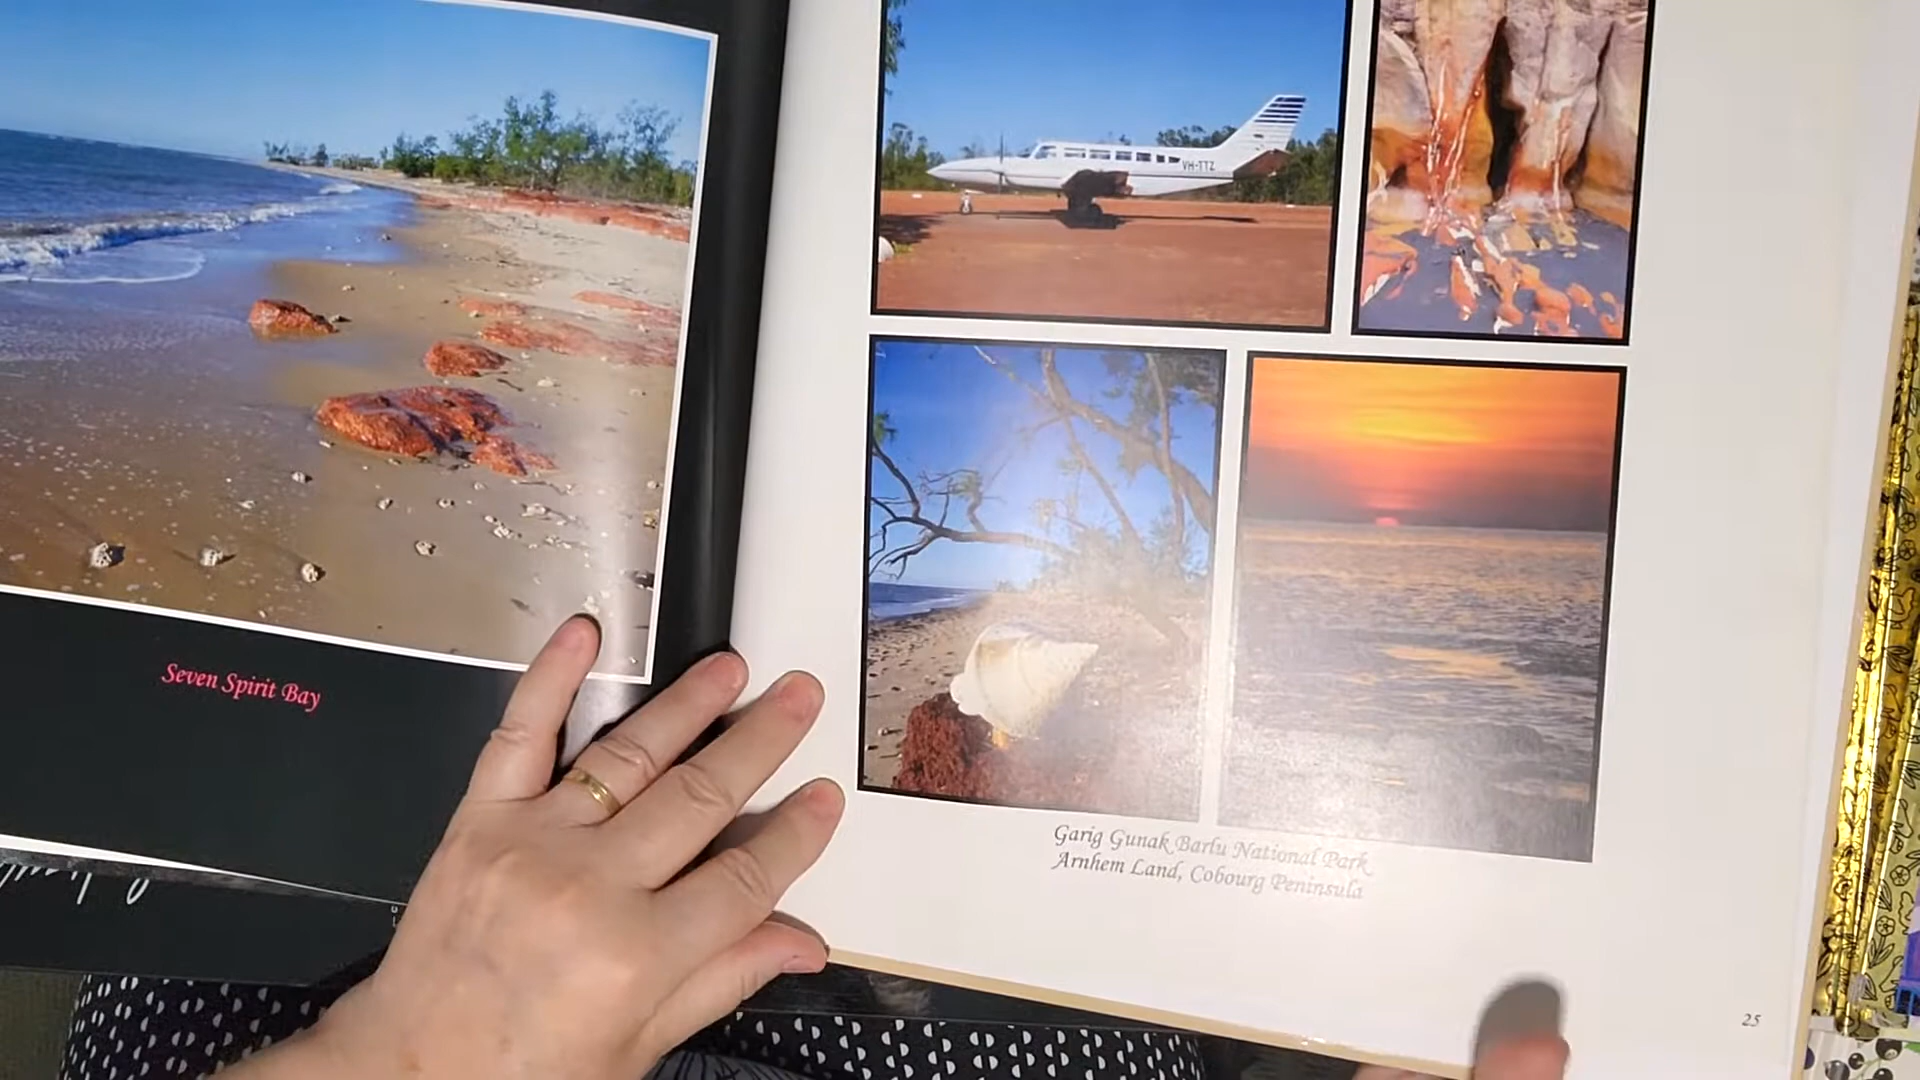 Seven Spirit Bay
VH-TTZ
Garig Gunak Barlu National Park
Arnhem Land, Cobourg Peninsula
25